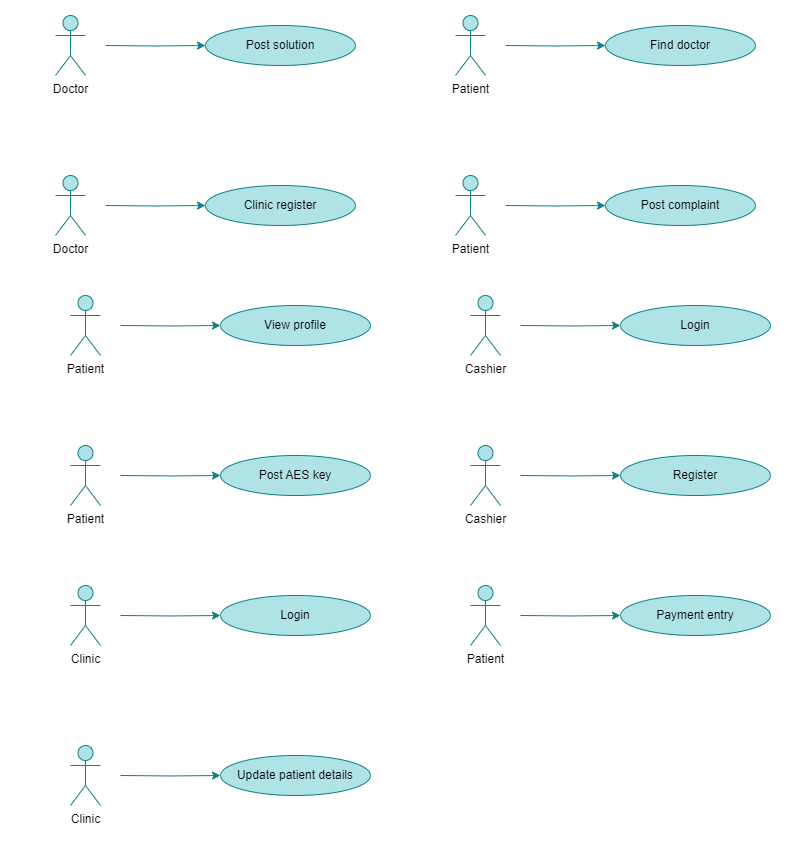 Post solution
Doctor
Find doctor
Patient
Clinic register
Doctor
Post complaint
Patient
View profile
Patient
Login
Cashier
Post AES key
Patient
Register
Cashier
Login
Clinic
Payment entry
Patient
Update patient details
Clinic